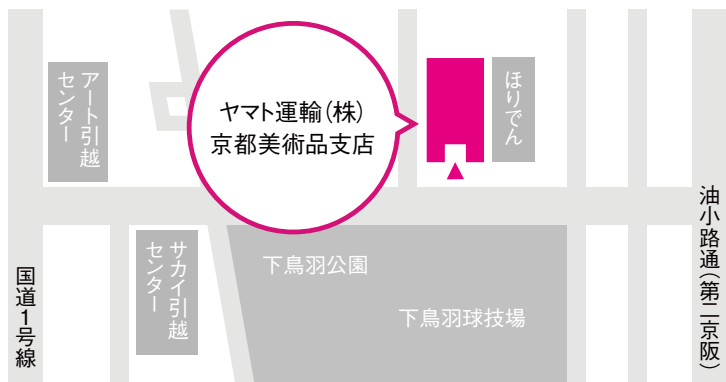 アート引越
センター
ヤマト運輸(株)
京都美術品支店
ほりでん
サカイ引越
センター
下鳥羽公園
下鳥羽球技場
国道1号線
油小路通(第二京阪)